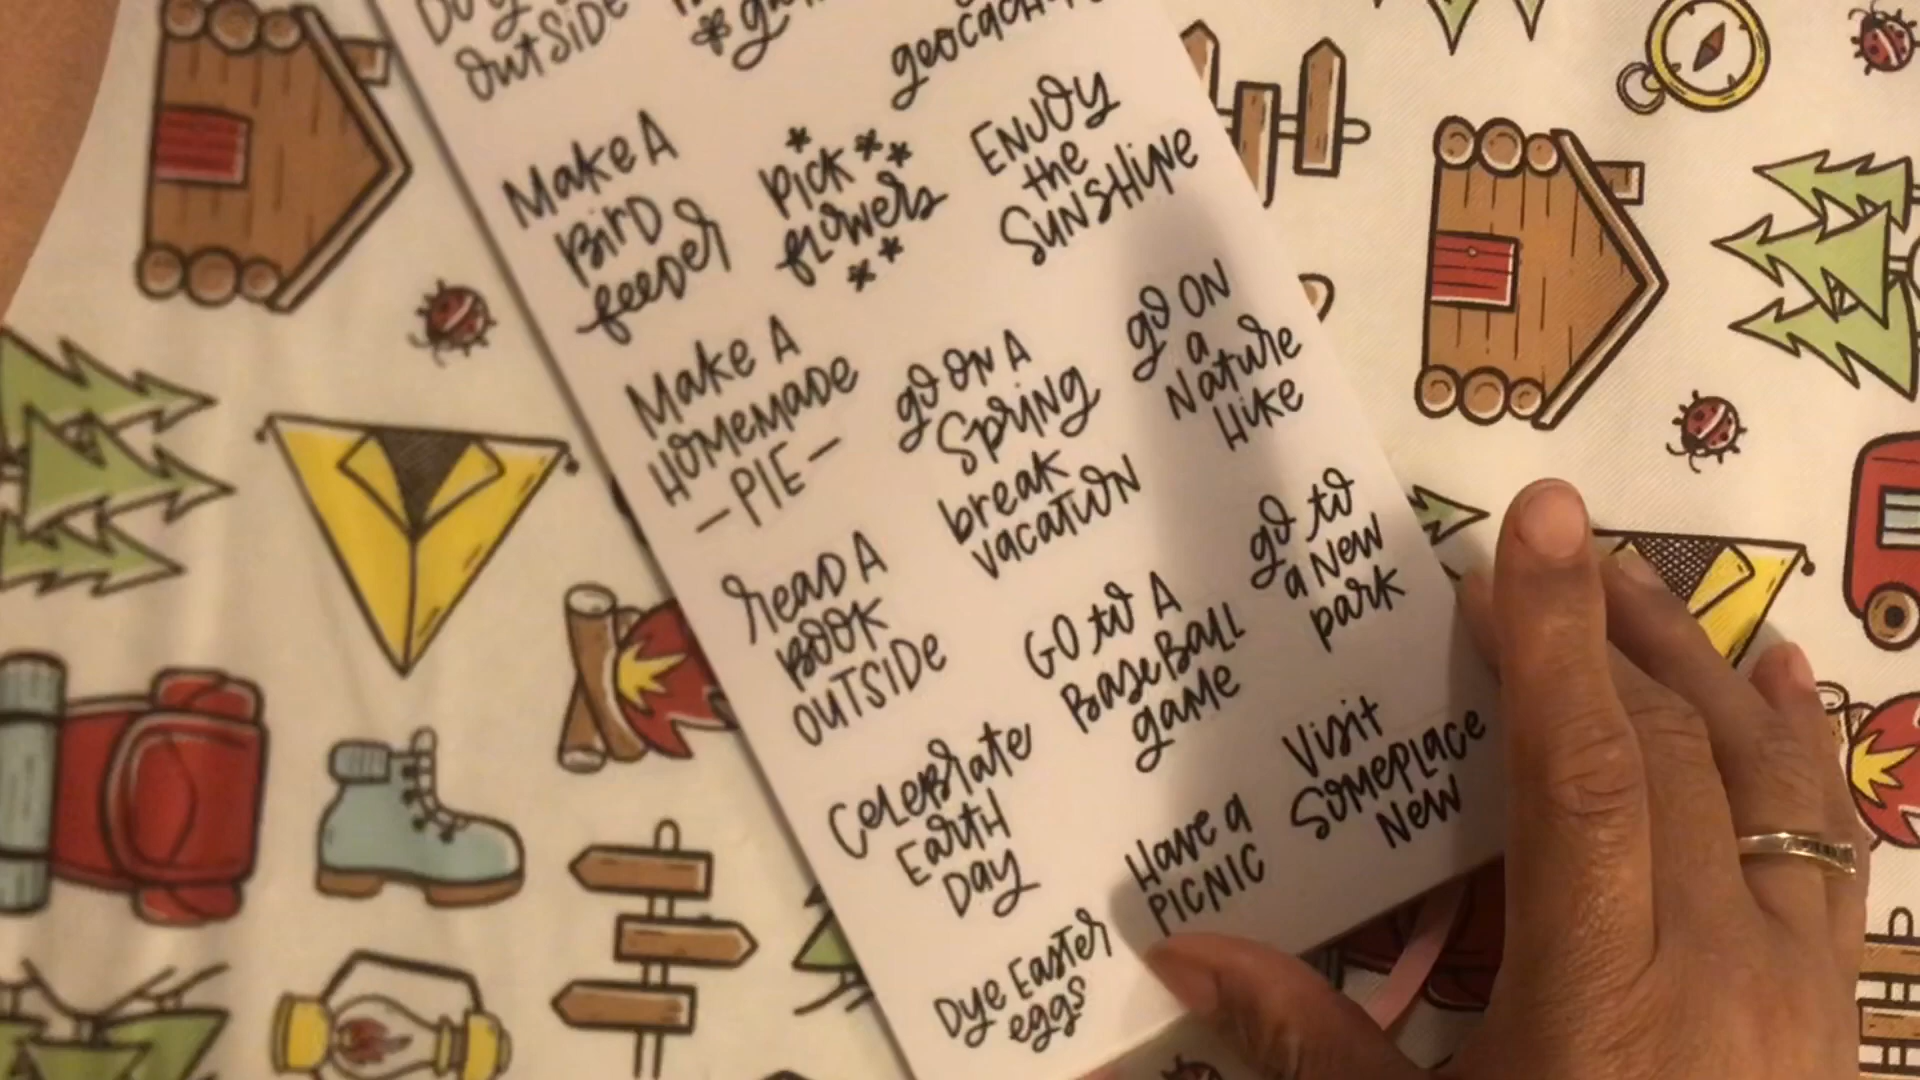 outside
Make A
Bird
feeder
pick
flowers
ENJOY
the
SUNSHINE
Make A
HOMEMADE
-PIE-
go ON A
Spring
break
vacation
go ON
a
Nature
Hike
read A
BOOK
OUTSIDe
GO to A
BaseBall
game
go to
a New
park
Celebrate
Earth
Day
Have a
PICNIC
Visit
SOMEPLace
New
Dye Easter
eggs